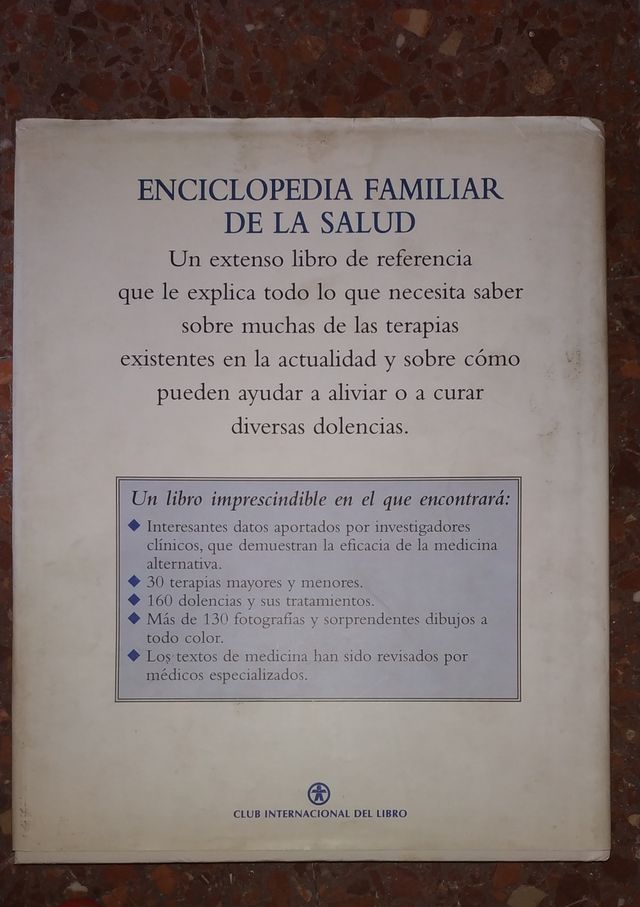 ENCICLOPEDIA FAMILIAR
DE LA SALUD
Un extenso libro de referencia
que le explica todo lo que necesita saber
sobre muchas de las terapias
existentes en la actualidad y sobre cómo
pueden ayudar a aliviar o a curar
diversas dolencias.
Un libro imprescindible en el que encontrará:
◆ Interesantes datos aportados por investigadores
clínicos, que demuestran la eficacia de la medicina
alternativa.
◆ 30 terapias mayores y menores.
◆ 160 dolencias y sus tratamientos.
◆ Más de 130 fotografías y sorprendentes dibujos a
todo color.
◆ Los textos de medicina han sido revisados por
médicos especializados.
CLUB INTERNACIONAL DEL LIBRO